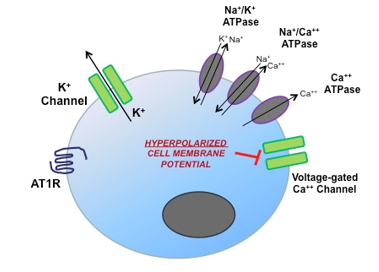 Na⁺/K⁺
ATPase
K⁺ Na⁺
Na⁺/Ca⁺⁺
ATPase
Na⁺
Ca⁺⁺
Ca⁺⁺
ATPase
Ca⁺⁺
K⁺
Channel
K⁺
HYPERPOLARIZED
CELL MEMBRANE
POTENTIAL
AT1R
Voltage-gated
Ca⁺⁺ Channel